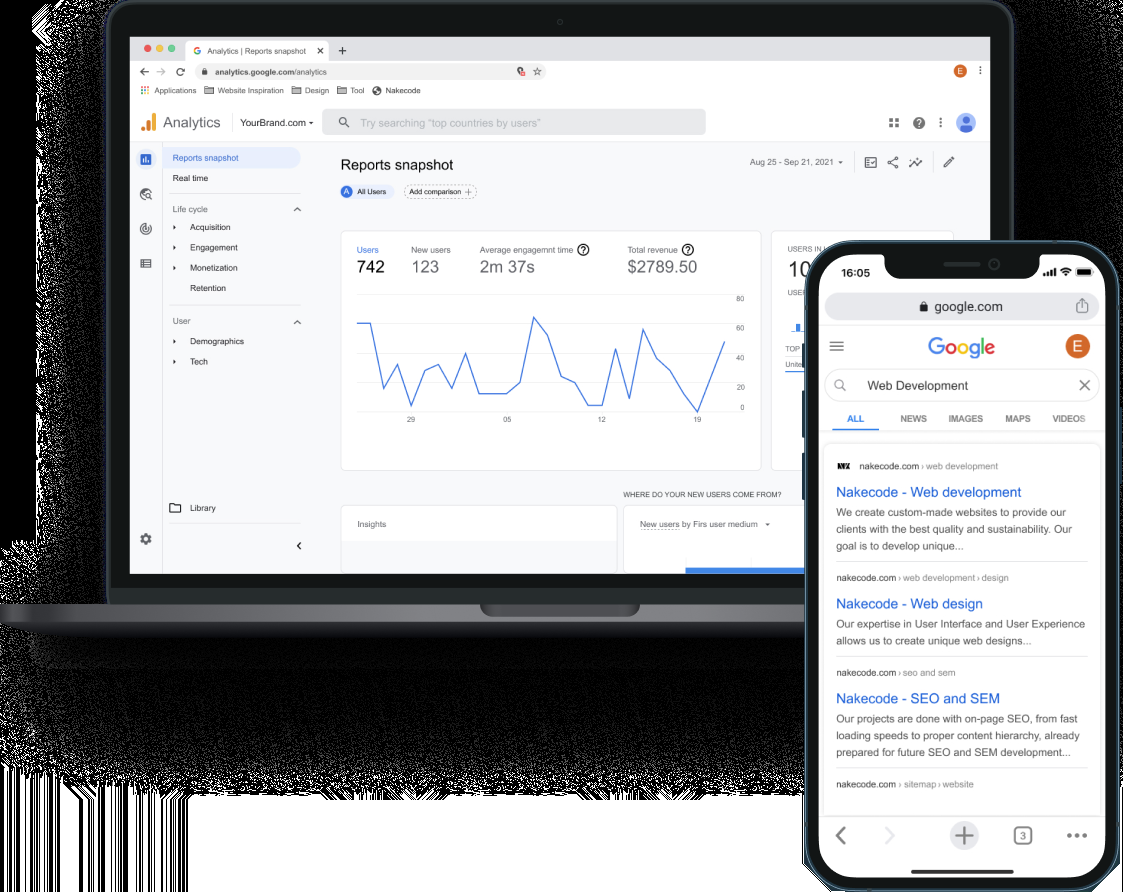 Analytics | Reports snapshot
analytics.google.com/analytics
E
Applications Website Inspiration Design Tool Nakecode
Analytics YourBrand.com Try searching “top countries by users”
Reports snapshot
Real time
Life cycle
Acquisition
Engagement
Monetization
Retention
User
Demographics
Tech
Library
Reports snapshot
Aug 25 - Sep 21, 2021
A All Users Add comparison +
Users New users Average engagemnt time ? Total revenue ?
742 123 2m 37s $2789.50
80
60
40
20
0
29 05 12 19
USERS IN
10
TOP
WHERE DO YOUR NEW USERS COME FROM?
Insights
New users by Firs user medium
16:05
google.com
Google
E
Web Development
ALL NEWS IMAGES MAPS VIDEOS
nakecode.com › web development
Nakecode - Web development
We create custom-made websites to provide our
clients with the best quality and sustainability. Our
goal is to develop unique...
nakecode.com › web development › design
Nakecode - Web design
Our expertise in User Interface and User Experience
allows us to create unique web designs...
nakecode.com › seo and sem
Nakecode - SEO and SEM
Our projects are done with on-page SEO, from fast
loading speeds to proper content hierarchy, already
prepared for future SEO and SEM development...
nakecode.com › sitemap › website
3